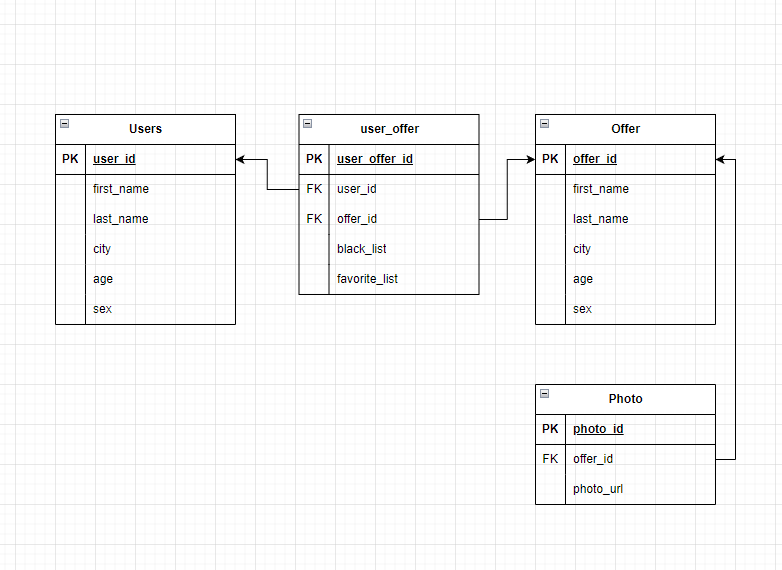 Users
PK user_id
first_name
last_name
city
age
sex
user_offer
PK user_offer_id
FK user_id
FK offer_id
black_list
favorite_list
Offer
PK offer_id
first_name
last_name
city
age
sex
Photo
PK photo_id
FK offer_id
photo_url